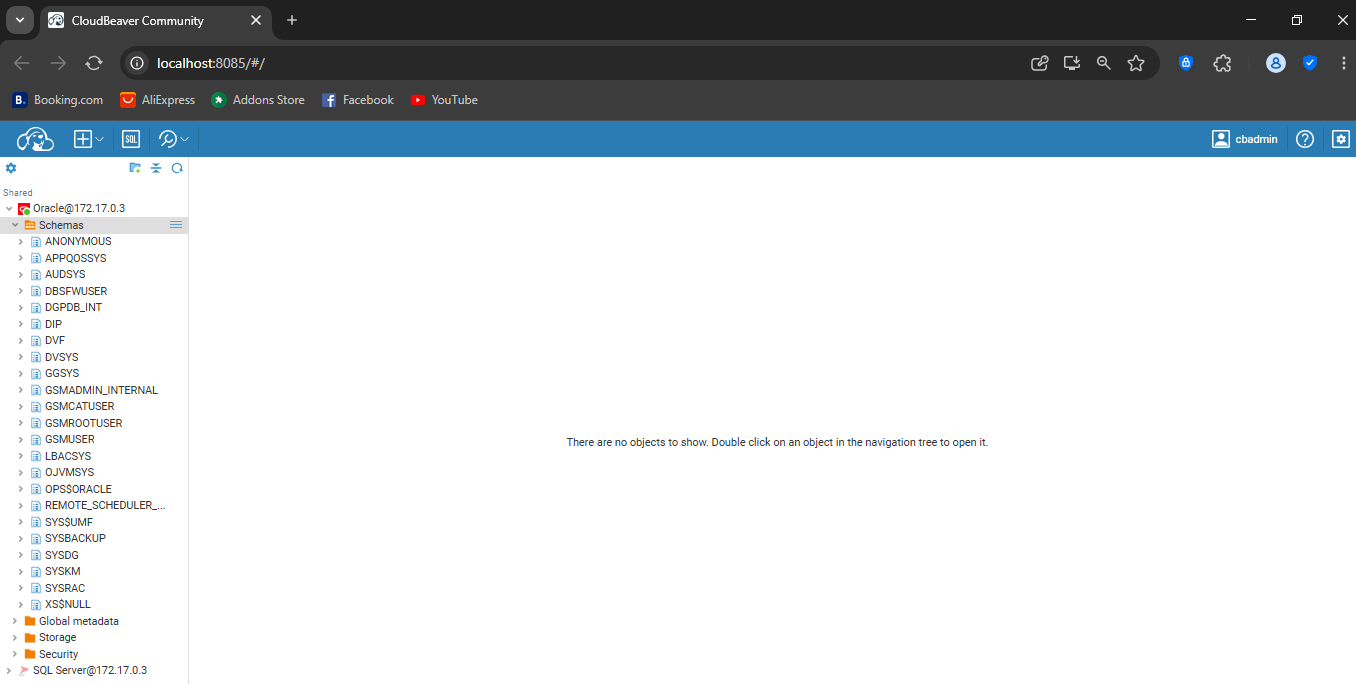 CloudBeaver Community
localhost:8085/#/
B. Booking.com AliExpress Addons Store Facebook YouTube
SQL cbadmin
Shared
Oracle@172.17.0.3
Schemas
ANONYMOUS
APPQOSSYS
AUDSYS
DBSFWUSER
DGPDB_INT
DIP
DVF
DVSYS
GGSYS
GSMADMIN_INTERNAL
GSMCATUSER
GSMROOTUSER
GSMUSER
There are no objects to show. Double click on an object in the navigation tree to open it.
LBACSYS
OJVMSYS
OPS$ORACLE
REMOTE_SCHEDULER_...
SYS$UMF
SYSBACKUP
SYSDG
SYSKM
SYSRAC
XS$NULL
Global metadata
Storage
Security
SQL Server@172.17.0.3